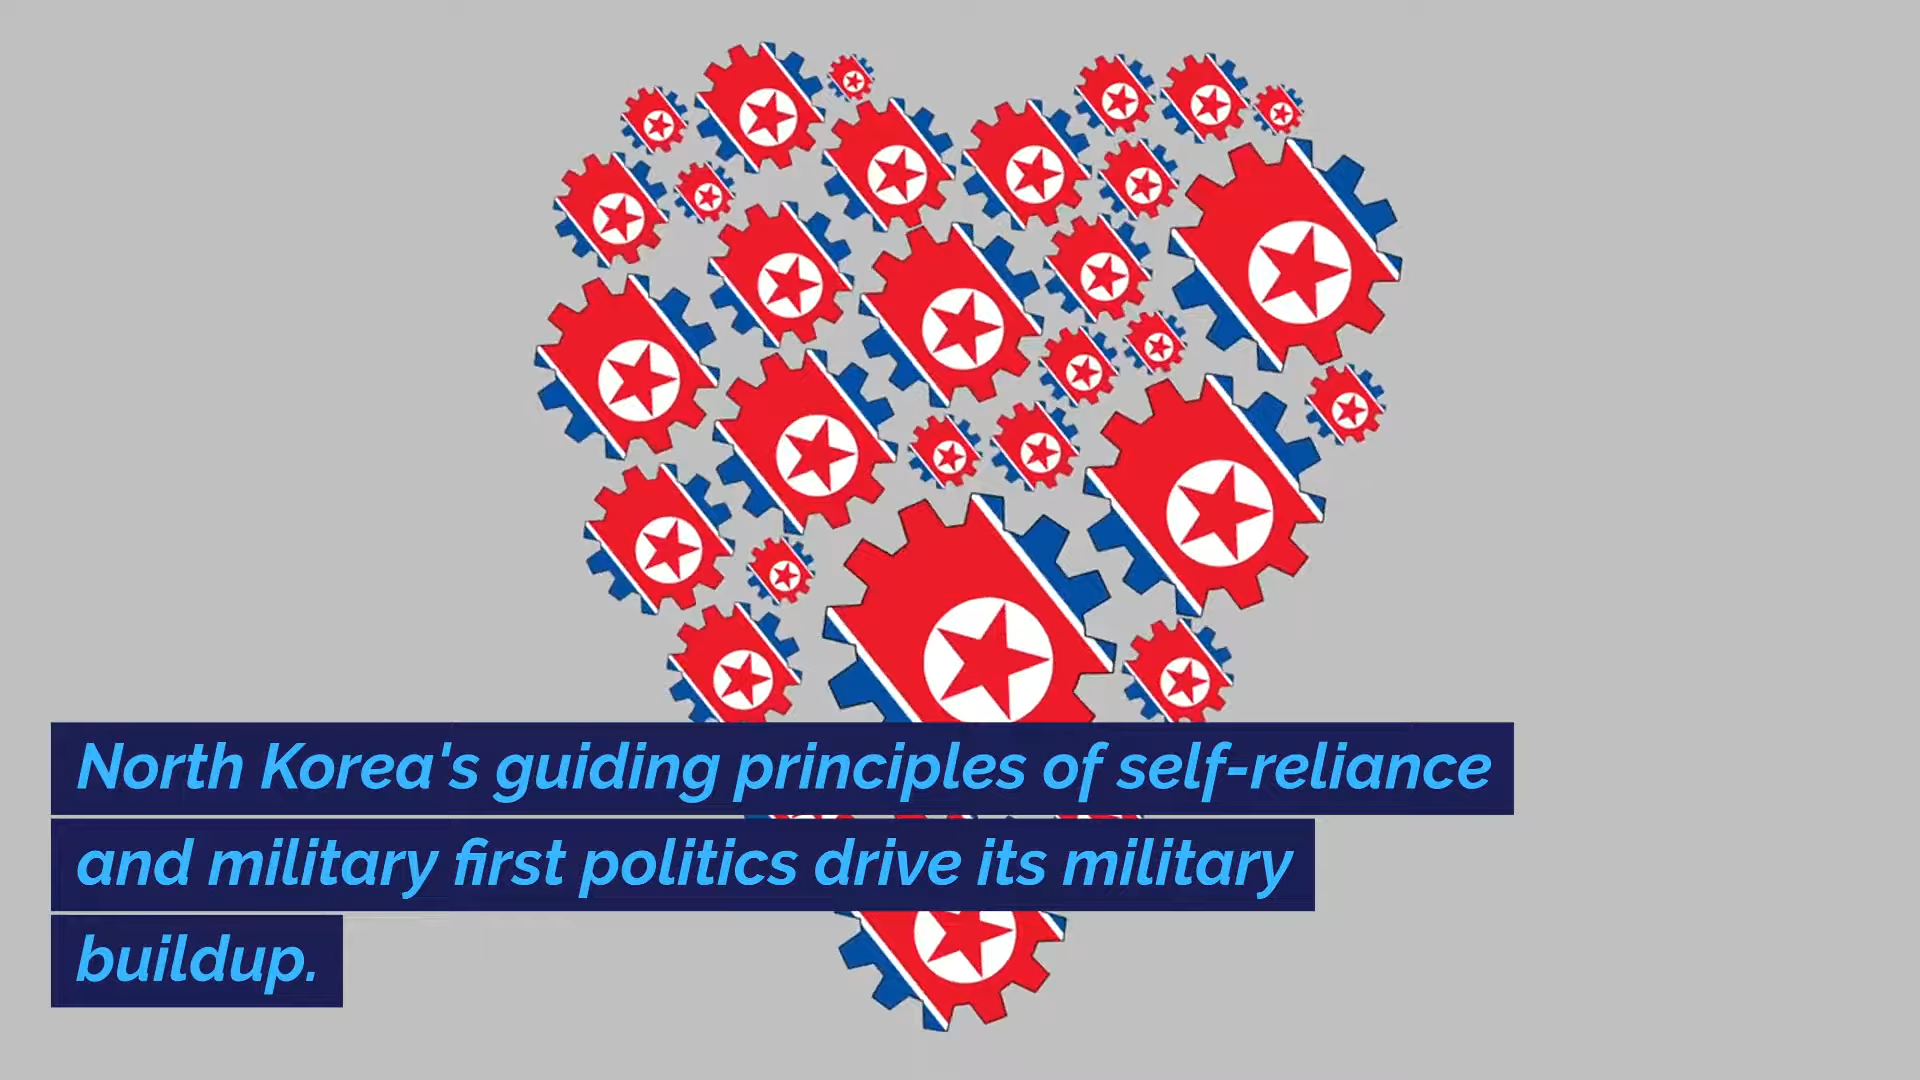 North Korea's guiding principles of self-reliance
and military first politics drive its military
buildup.